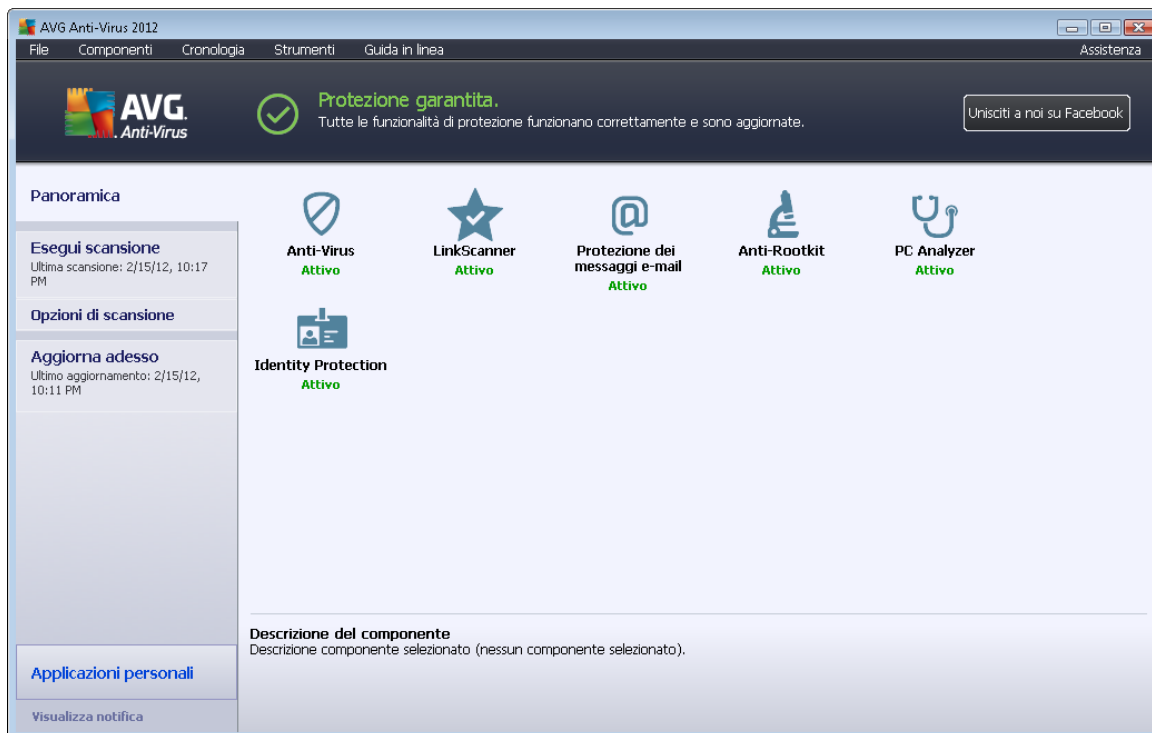 AVG Anti-Virus 2012
File Componenti Cronologia Strumenti Guida in linea Assistenza
AVG.
Anti-Virus
Protezione garantita.
Tutte le funzionalità di protezione funzionano correttamente e sono aggiornate.
Unisciti a noi su Facebook
Panoramica
Esegui scansione
Ultima scansione: 2/15/12, 10:17
PM
Opzioni di scansione
Aggiorna adesso
Ultimo aggiornamento: 2/15/12,
10:11 PM
Anti-Virus
Attivo
LinkScanner
Attivo
Protezione dei
messaggi e-mail
Attivo
Anti-Rootkit
Attivo
PC Analyzer
Attivo
Identity Protection
Attivo
Descrizione del componente
Descrizione componente selezionato (nessun componente selezionato).
Applicazioni personali
Visualizza notifica